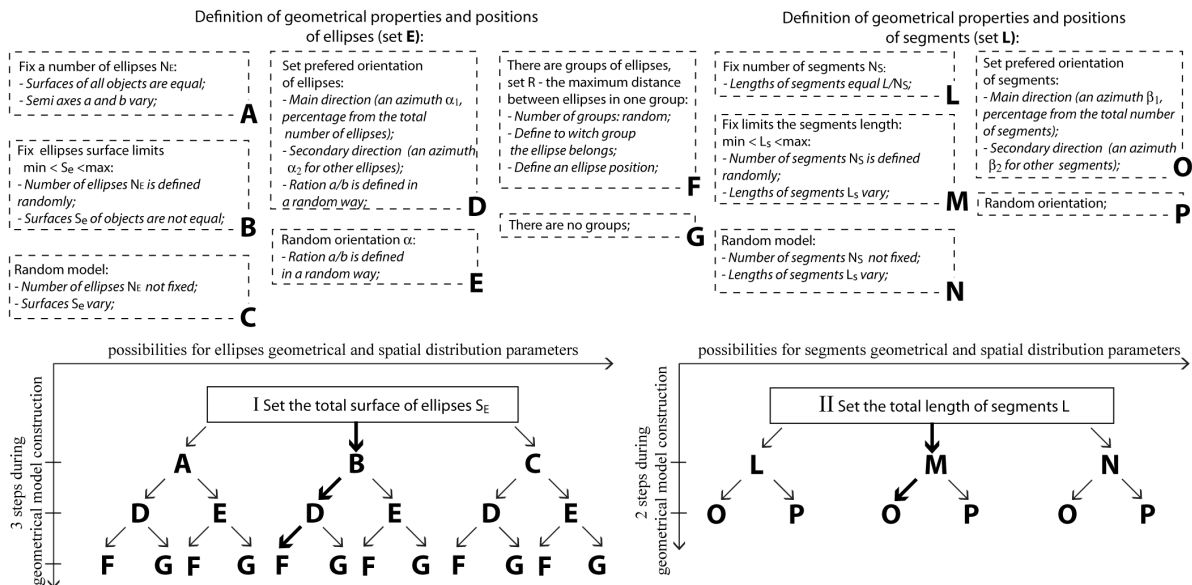 Definition of geometrical properties and positions
of ellipses (set E):
Fix a number of ellipses NE:
- Surfaces of all objects are equal;
- Semi axes a and b vary;
A
Fix ellipses surface limits
min < Se <max:
- Number of ellipses NE is defined
randomly;
- Surfaces Se of objects are not equal;
B
Random model:
- Number of ellipses NE not fixed;
- Surfaces Se vary;
C
Set prefered orientation
of ellipses:
- Main direction (an azimuth α1,
percentage from the total
number of ellipses);
- Secondary direction (an azimuth
α2 for other ellipses);
- Ration a/b is defined in
a random way;
D
Random orientation α:
- Ration a/b is defined
in a random way;
E
There are groups of ellipses,
set R - the maximum distance
between ellipses in one group:
- Number of groups: random;
- Define to witch group
the ellipse belongs;
- Define an ellipse position;
F
There are no groups;
G
Definition of geometrical properties and positions
of segments (set L):
Fix number of segments NS:
- Lengths of segments equal L/NS;
L
Fix limits the segments length:
min < Ls <max:
- Number of segments NS is defined
randomly;
- Lengths of segments Ls vary;
M
Random model:
- Number of segments NS not fixed;
- Lengths of segments Ls vary;
N
Set prefered orientation
of segments:
- Main direction (an azimuth β1,
percentage from the total number
of segments);
- Secondary direction (an azimuth
β2 for other segments);
O
Random orientation;
P
possibilities for ellipses geometrical and spatial distribution parameters
3 steps during
geometrical model construction
I Set the total surface of ellipses SE
A B C
D E D E D E
F G F G F G F G F G F G
possibilities for segments geometrical and spatial distribution parameters
2 steps during
geometrical model construction
II Set the total length of segments L
L M N
O P O P O P